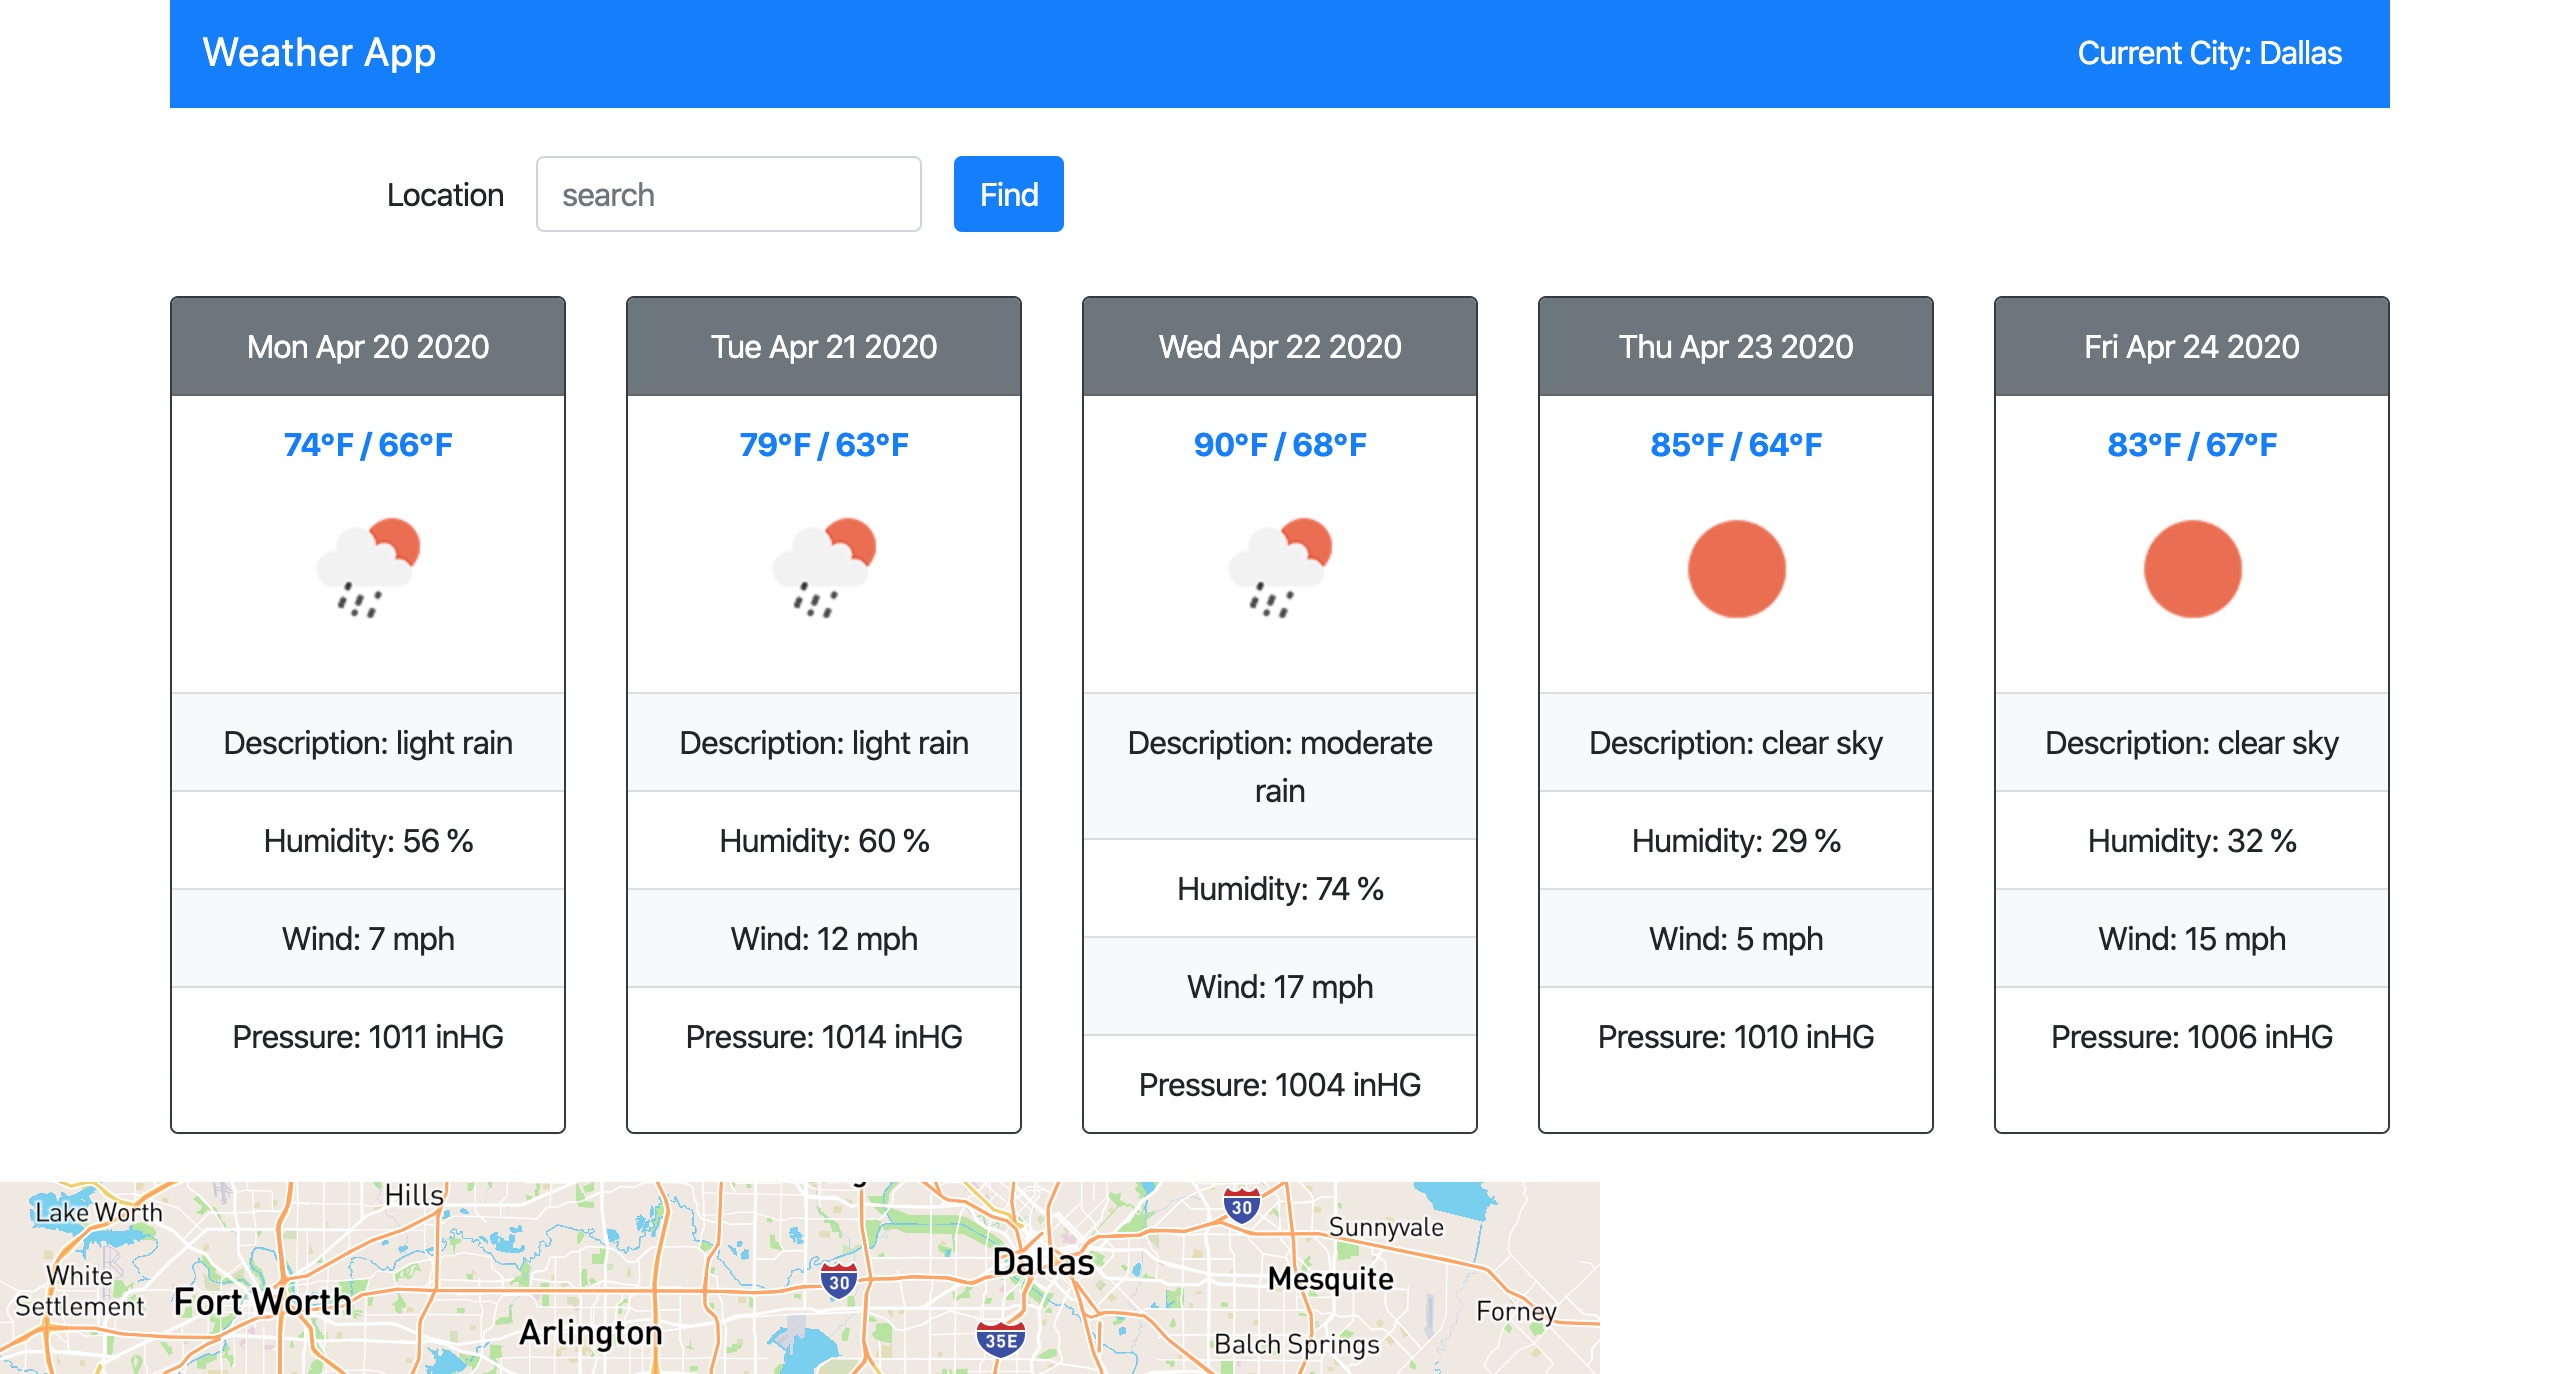 Weather App
Current City: Dallas
Location
search
Find
Mon Apr 20 2020
74°F / 66°F
Description: light rain
Humidity: 56 %
Wind: 7 mph
Pressure: 1011 inHG
Tue Apr 21 2020
79°F / 63°F
Description: light rain
Humidity: 60 %
Wind: 12 mph
Pressure: 1014 inHG
Wed Apr 22 2020
90°F / 68°F
Description: moderate
rain
Humidity: 74 %
Wind: 17 mph
Pressure: 1004 inHG
Thu Apr 23 2020
85°F / 64°F
Description: clear sky
Humidity: 29 %
Wind: 5 mph
Pressure: 1010 inHG
Fri Apr 24 2020
83°F / 67°F
Description: clear sky
Humidity: 32 %
Wind: 15 mph
Pressure: 1006 inHG
Hills
Lake Worth
30
Sunnyvale
Dallas
White
Settlement
Fort Worth
30
Mesquite
Arlington
35E
Forney
Balch Springs